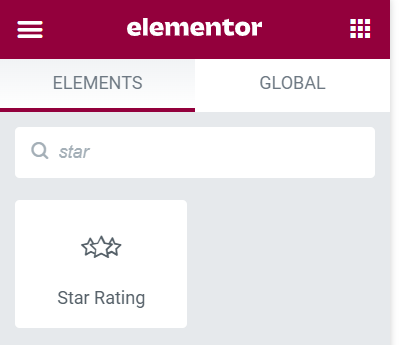 elementor
ELEMENTS
GLOBAL
star
Star Rating